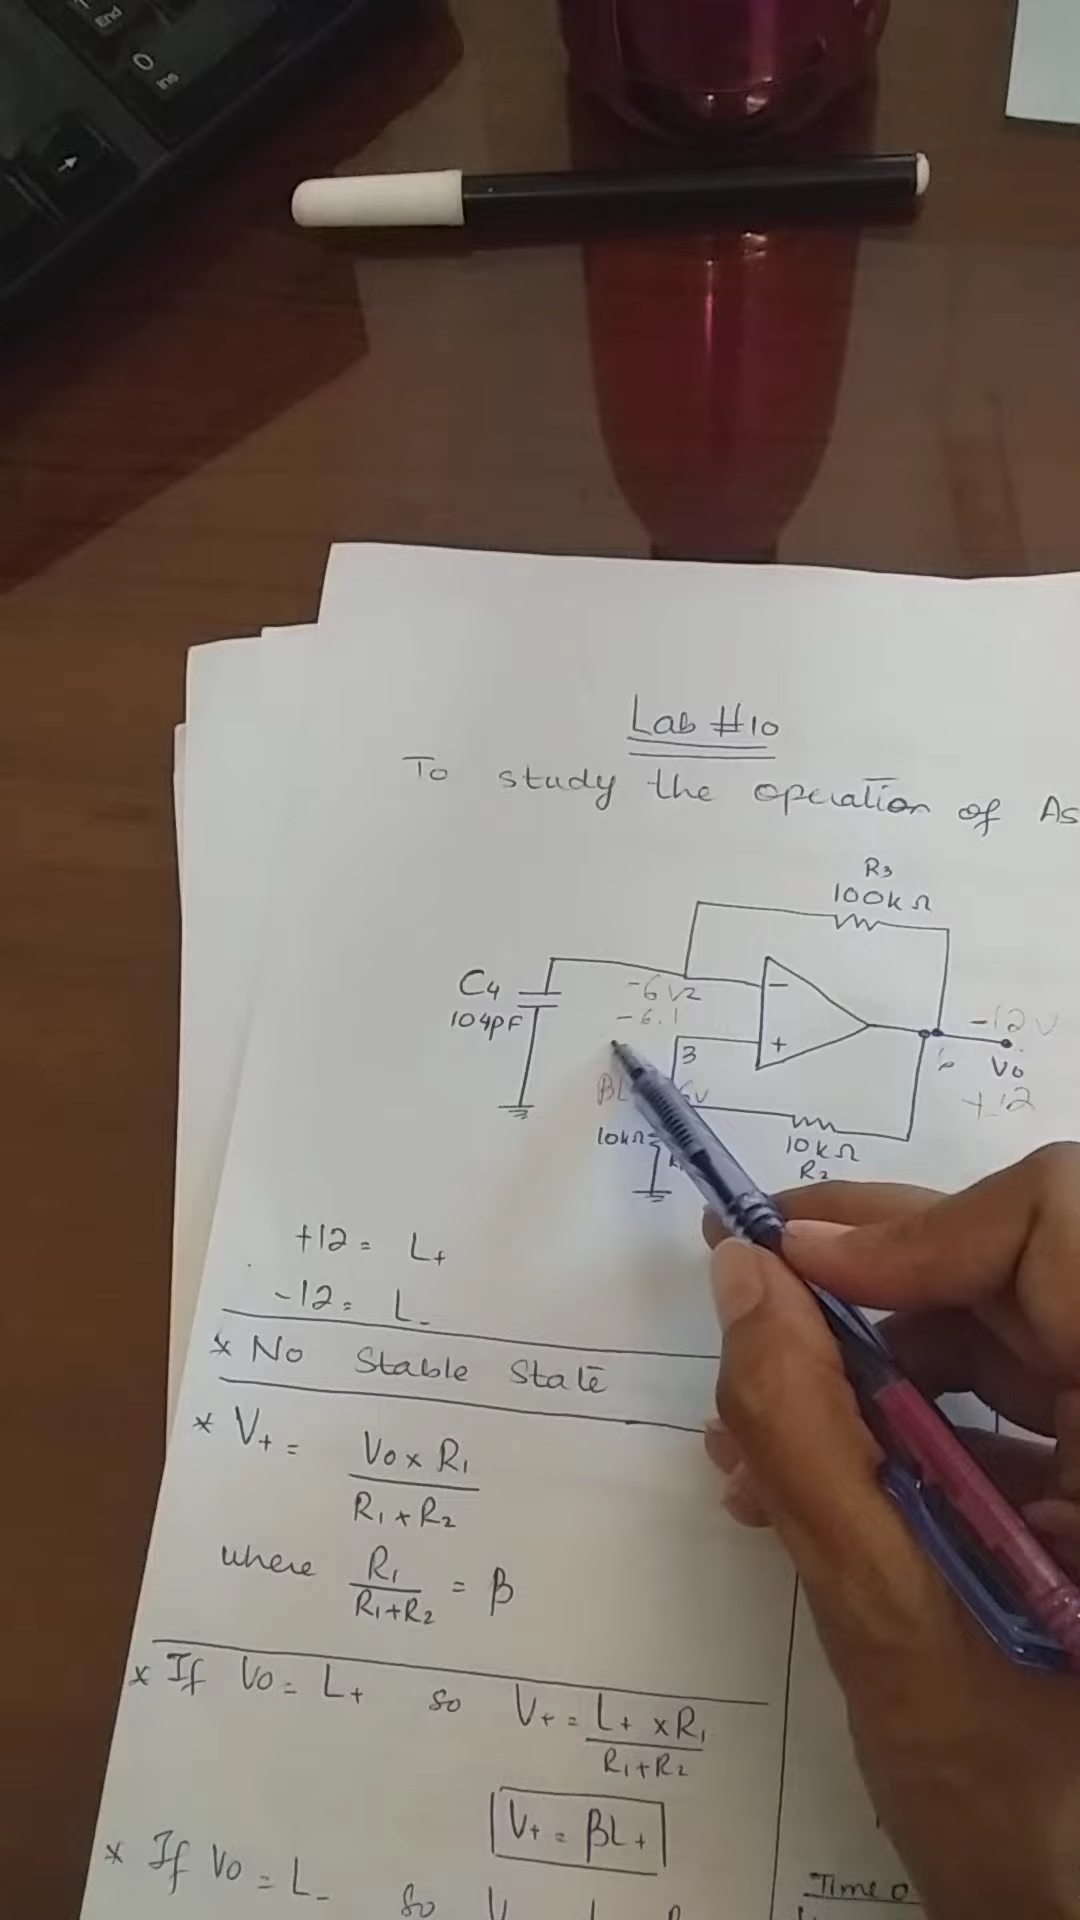 Ins
0
Lab #10
To study the operation of As
R3
100kΩ
C4
104pF
-6V2
-6.1
-
+
3
-12V
Vo
+12
6V
10kΩ
10kΩ
R2
+12 = L+
-12 = L-
* No Stable State
* V+ = Vo x R1
R1 + R2
where R1 = β
R1+R2
* If Vo = L+ so V+ = L+ x R1
R1+R2
V+ = βL+
* If Vo = L- So
Time o